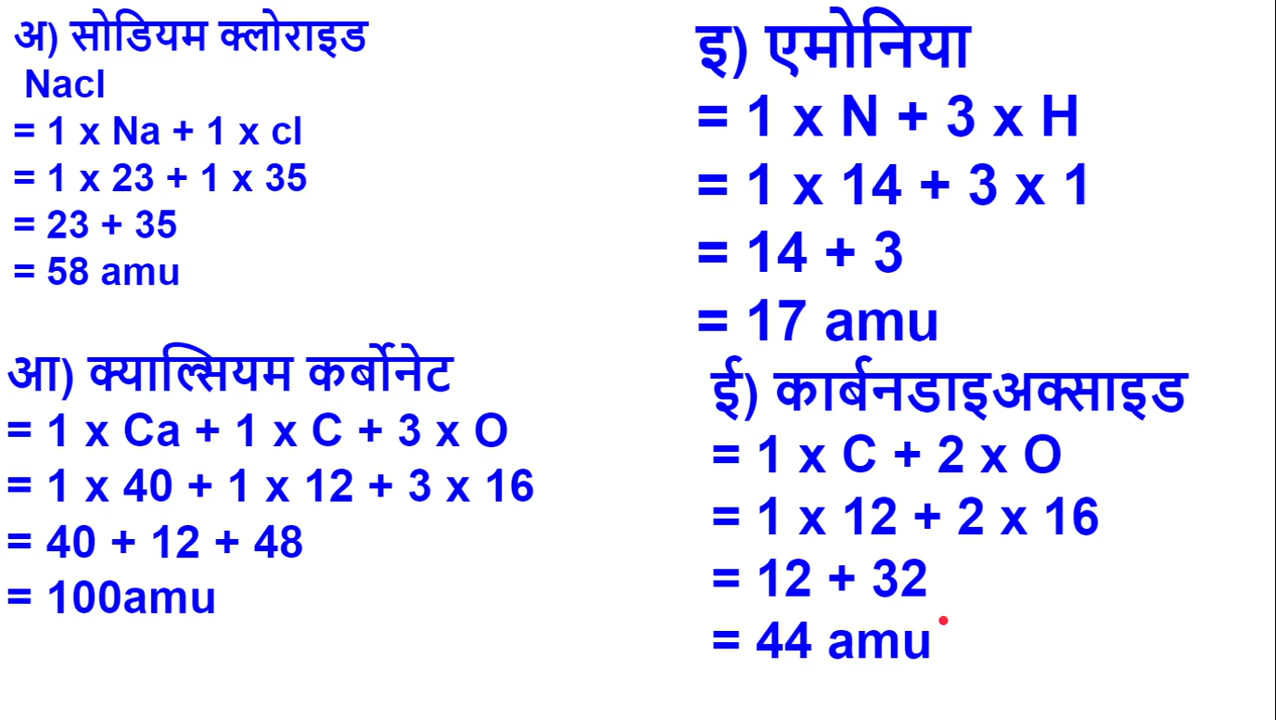 अ) सोडियम क्लोराइड
Nacl
= 1 x Na + 1 x cl
= 1 x 23 + 1 x 35
= 23 + 35
= 58 amu
आ) क्याल्सियम कर्बोनेट
= 1 x Ca + 1 x C + 3 x O
= 1 x 40 + 1 x 12 + 3 x 16
= 40 + 12 + 48
= 100amu
इ) एमोनिया
= 1 x N + 3 x H
= 1 x 14 + 3 x 1
= 14 + 3
= 17 amu
ई) कार्बनडाइअक्साइड
= 1 x C + 2 x O
= 1 x 12 + 2 x 16
= 12 + 32
= 44 amu